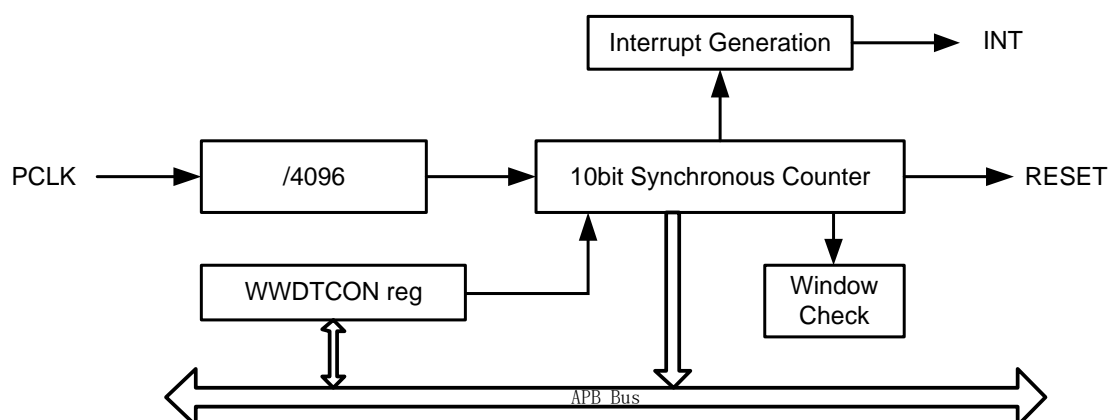 Interrupt Generation
INT
PCLK
/4096
10bit Synchronous Counter
RESET
WWDTCON reg
Window
Check
APB Bus